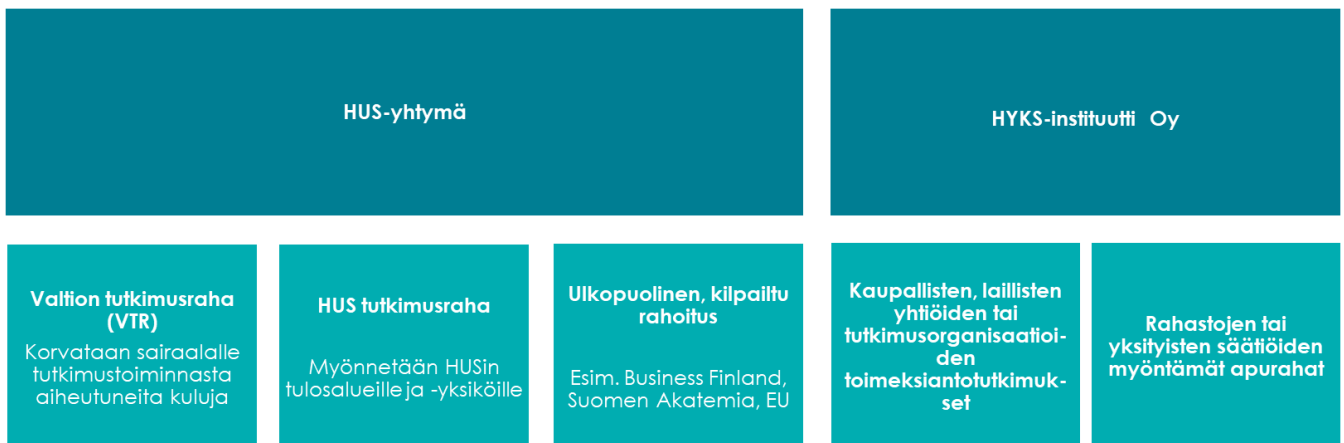 HUS-yhtymä
HYKS-instituutti Oy
Valtion tutkimusraha
(VTR)
Korvataan sairaalalle
tutkimustoiminnasta
aiheutuneita kuluja
HUS tutkimusraha
Myönnetään HUSin
tulosalueille ja -yksiköille
Ulkopuolinen, kilpailtu
rahoitus
Esim. Business Finland,
Suomen Akatemia, EU
Kaupallisten, laillisten
yhtiöiden tai
tutkimusorganisaatioi-
den
toimeksiantotutkimuk-
set
Rahastojen tai
yksityisten säätiöiden
myöntämät apurahat